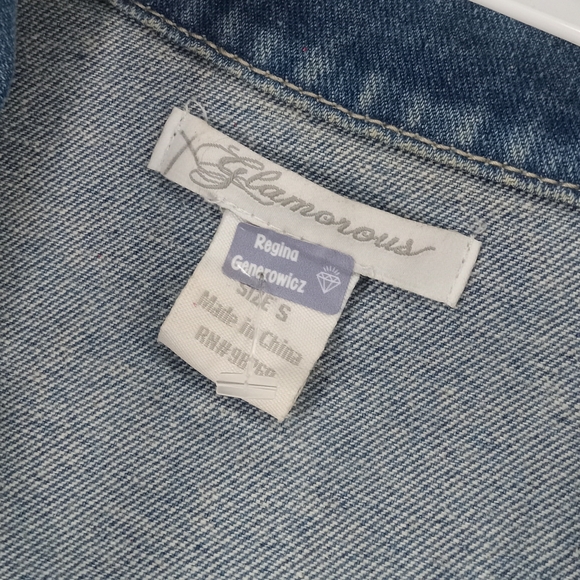 Glamorous
Regina
Generowicz
SIZE S
Made in China